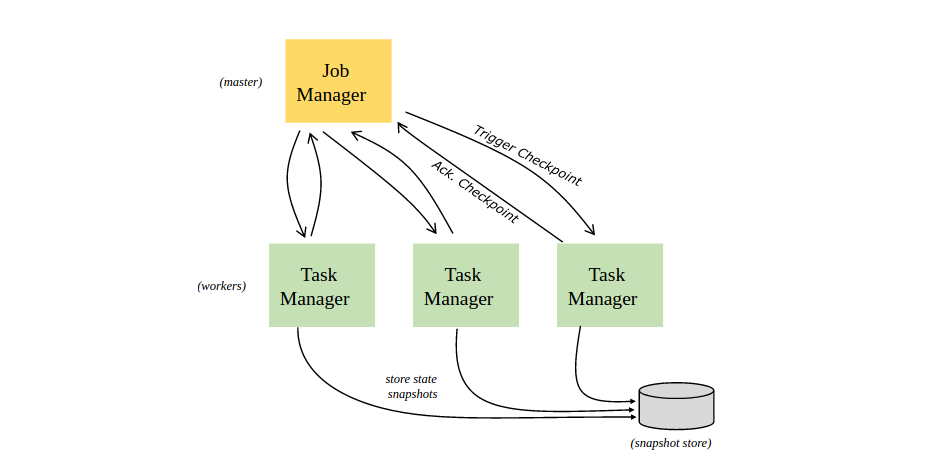 Job
Manager
(master)
Trigger Checkpoint
Ack. Checkpoint
Task
Manager
Task
Manager
Task
Manager
(workers)
store state
snapshots
(snapshot store)